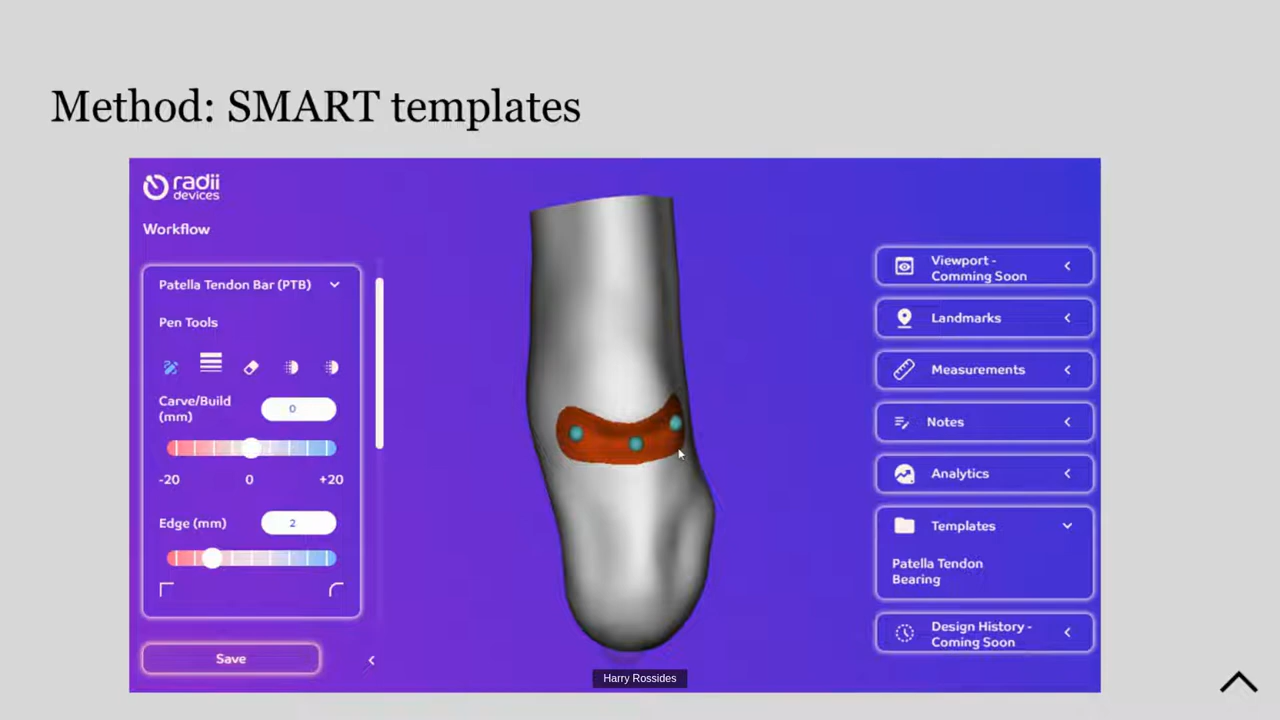 Method: SMART templates
radii
devices
Workflow
Patella Tendon Bar (PTB)
Pen Tools
Carve/Build
(mm)
0
-20
0
+20
Edge (mm)
2
Save
Viewport -
Comming Soon
Landmarks
Measurements
Notes
Analytics
Templates
Patella Tendon
Bearing
Design History -
Coming Soon
Harry Rossides